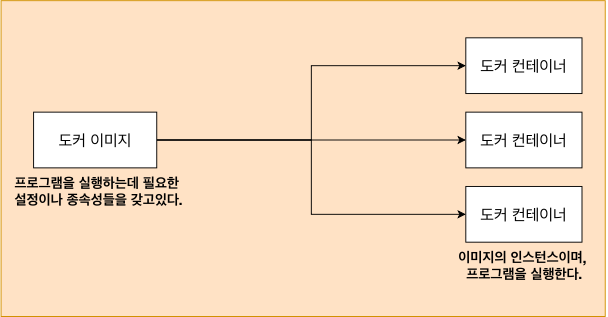 도커 컨테이너
도커 이미지
도커 컨테이너
프로그램을 실행하는데 필요한
설정이나 종속성들을 갖고있다.
도커 컨테이너
이미지의 인스턴스이며,
프로그램을 실행한다.